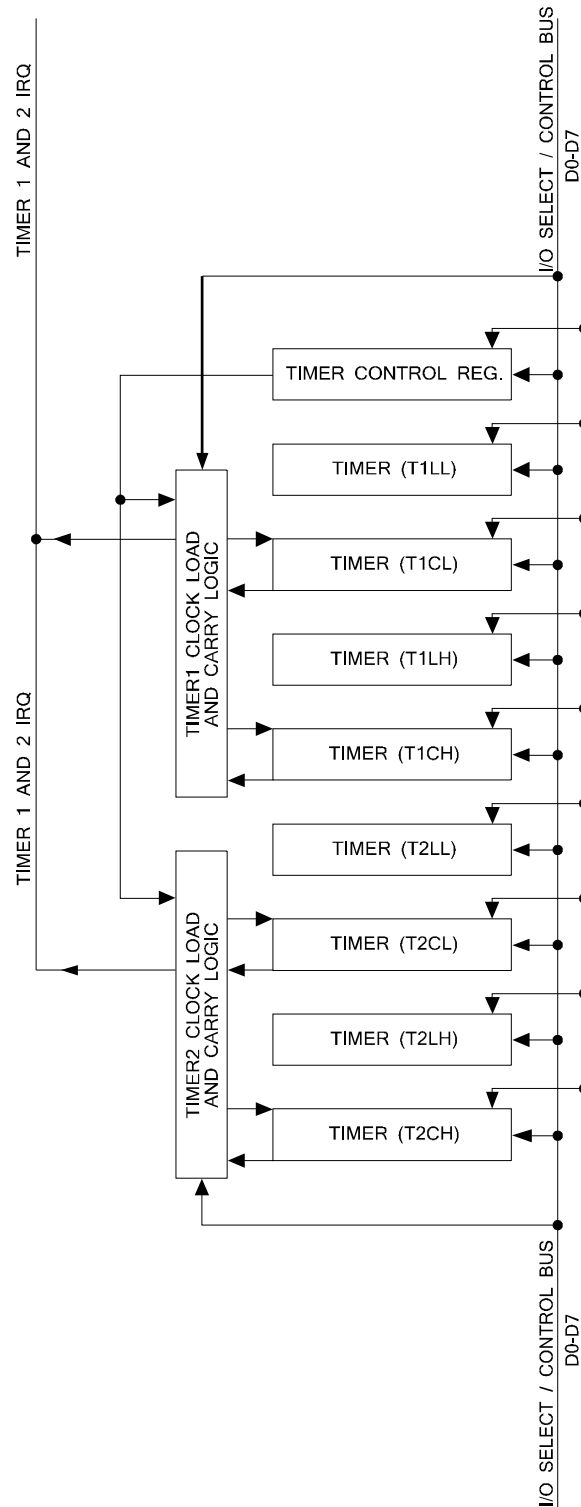 TIMER 1 AND 2 IRQ
I/O SELECT / CONTROL BUS
D0-D7
TIMER CONTROL REG.
TIMER (T1LL)
TIMER1 CLOCK LOAD
AND CARRY LOGIC
TIMER (T1CL)
TIMER (T1LH)
TIMER (T1CH)
TIMER 1 AND 2 IRQ
TIMER (T2LL)
TIMER2 CLOCK LOAD
AND CARRY LOGIC
TIMER (T2CL)
TIMER (T2LH)
TIMER (T2CH)
I/O SELECT / CONTROL BUS
D0-D7